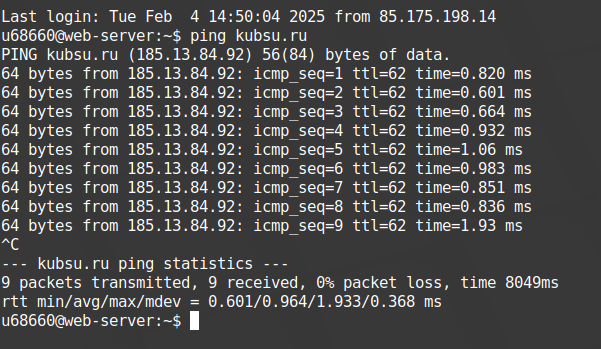 Last login: Tue Feb  4 14:50:04 2025 from 85.175.198.14
u68660@web-server:~$ ping kubsu.ru
PING kubsu.ru (185.13.84.92) 56(84) bytes of data.
64 bytes from 185.13.84.92: icmp_seq=1 ttl=62 time=0.820 ms
64 bytes from 185.13.84.92: icmp_seq=2 ttl=62 time=0.601 ms
64 bytes from 185.13.84.92: icmp_seq=3 ttl=62 time=0.664 ms
64 bytes from 185.13.84.92: icmp_seq=4 ttl=62 time=0.932 ms
64 bytes from 185.13.84.92: icmp_seq=5 ttl=62 time=1.06 ms
64 bytes from 185.13.84.92: icmp_seq=6 ttl=62 time=0.983 ms
64 bytes from 185.13.84.92: icmp_seq=7 ttl=62 time=0.851 ms
64 bytes from 185.13.84.92: icmp_seq=8 ttl=62 time=0.836 ms
64 bytes from 185.13.84.92: icmp_seq=9 ttl=62 time=1.93 ms
^C
--- kubsu.ru ping statistics ---
9 packets transmitted, 9 received, 0% packet loss, time 8049ms
rtt min/avg/max/mdev = 0.601/0.964/1.933/0.368 ms
u68660@web-server:~$